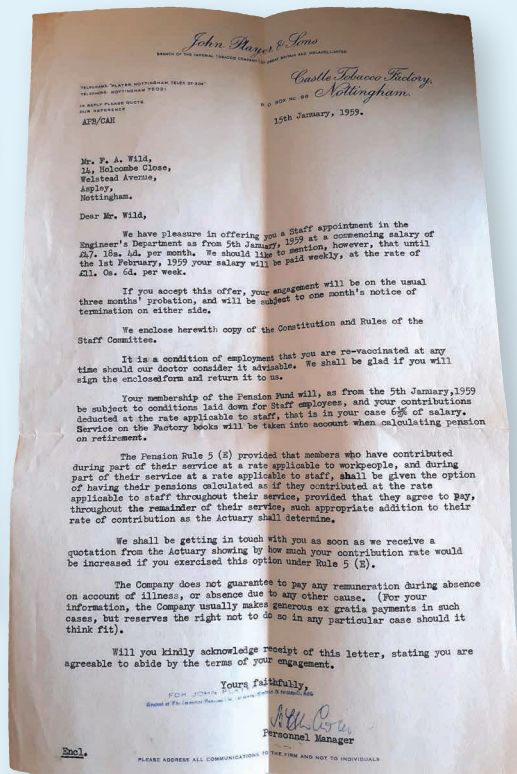 John Player & Sons
BRANCH OF THE IMPERIAL TOBACCO COMPANY (OF GREAT BRITAIN AND IRELAND), LIMITED
Castle Tobacco Factory,
Nottingham.
TELEGRAMS "PLAYER, NOTTINGHAM, TELEX 37-504"
TELEPHONE: NOTTINGHAM 75031
IN REPLY PLEASE QUOTE
OUR REFERENCE
APB/CAH
P. O. BOX No. 66
15th January, 1959.
Mr. F. A. Wild,
14, Holcombe Close,
Welstead Avenue,
Aspley,
Nottingham.
Dear Mr. Wild,
We have pleasure in offering you a Staff appointment in the
Engineer's Department as from 5th January, 1959 at a commencing salary of
£47. 18s. 4d. per month. We should like to mention, however, that until
the 1st February, 1959 your salary will be paid weekly, at the rate of
£11. 0s. 6d. per week.
If you accept this offer, your engagement will be on the usual
three months' probation, and will be subject to one month's notice of
termination on either side.
We enclose herewith copy of the Constitution and Rules of the
Staff Committee.
It is a condition of employment that you are re-vaccinated at any
time should our doctor consider it advisable. We shall be glad if you will
sign the enclosedform and return it to us.
Your membership of the Pension Fund will, as from the 5th January,1959
be subject to conditions laid down for Staff employees, and your contributions
deducted at the rate applicable to staff, that is in your case of salary.
Service on the Factory books will be taken into account when calculating pension
on retirement.
The Pension Rule 5 (E) provided that members who have contributed
during part of their service at a rate applicable to workpeople, and during
part of their service at a rate applicable to staff, shall be given the option
of having their pensions calculated as if they contributed at the rate
applicable to staff throughout their service, provided that they agree to pay,
throughout the remainder of their service, such appropriate addition to their
rate of contribution as the Actuary shall determine.
We shall be getting in touch with you as soon as we receive a
quotation from the Actuary showing by how much your contribution rate would
be increased if you exercised this option under Rule 5 (E).
The Company does not guarantee to pay any remuneration during absence
on account of illness, or absence due to any other cause. (For your
information, the Company usually makes generous ex gratia payments in such
cases, but reserves the right not to do so in any particular case should it
think fit).
Will you kindly acknowledge receipt of this letter, stating you are
agreeable to abide by the terms of your engagement.
Yours faithfully,
FOR JOHN
Personnel Manager
Encl.
PLEASE ADDRESS ALL COMMUNICATIONS TO THE FIRM AND NOT TO INDIVIDUALS